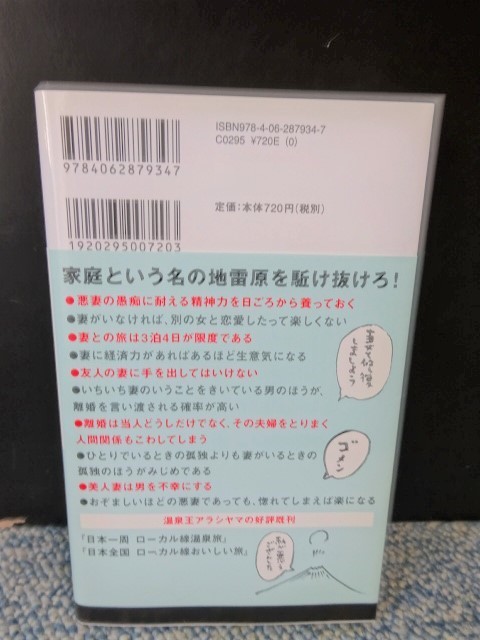 ISBN978-4-06-287934-7
C0295 ¥720E (0)
9784062879347
定価:本体720円(税別)
1920295007203
家庭という名の地雷原を駈け抜けろ!
●悪妻の愚痴に耐える精神力を日ごろから養っておく
●妻がいなければ、別の女と恋愛したって楽しくない
●妻との旅は3泊4日が限度である
●妻に経済力があればあるほど生意気になる
●友人の妻に手を出してはいけない
●いちいち妻のいうことをきいている男のほうが、
離婚を言い渡される確率が高い
●離婚は当人どうしだけでなく、その夫婦をとりまく
人間関係もこわしてしまう
●ひとりでいるときの孤独よりも妻がいるときの
孤独のほうがみじめである
●美人妻は男を不幸にする
●おぞましいほどの悪妻であっても、惚れてしまえば楽になる
ゴメン
温泉王アラシヤマの好評既刊
「日本一周 ローカル線温泉旅」
「日本全国 ローカル線おいしい旅」